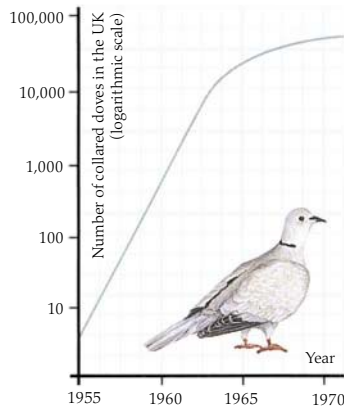 100,000
10,000
1,000
100
10
Number of collared doves in the UK
(logarithmic scale)
Year
1955 1960 1965 1970